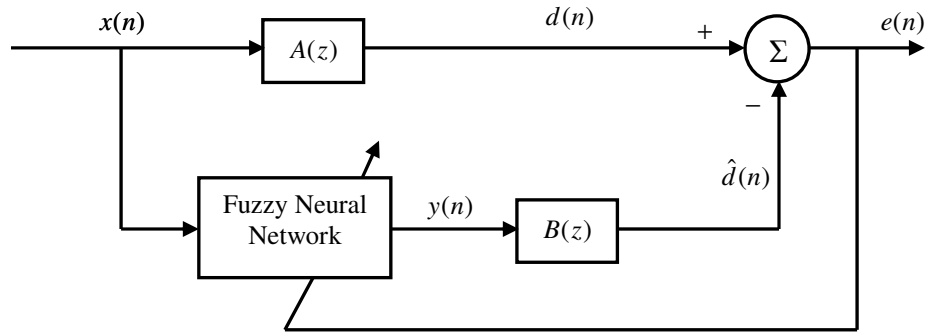 x(n)
d(n)
e(n)
A(z)
+
Σ
−
d̂(n)
Fuzzy Neural
Network
y(n)
B(z)